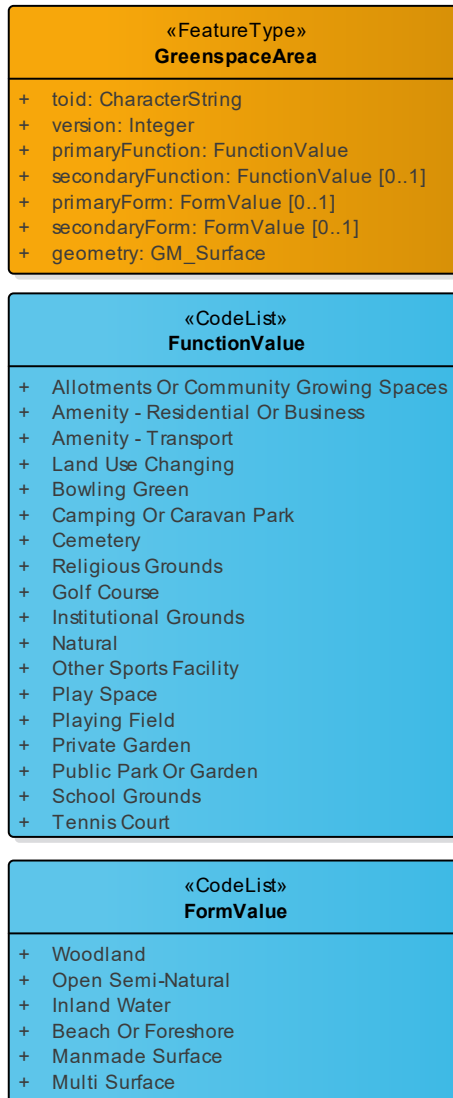 «FeatureType»
GreenspaceArea
+ toid: CharacterString
+ version: Integer
+ primaryFunction: FunctionValue
+ secondaryFunction: FunctionValue [0..1]
+ primaryForm: FormValue [0..1]
+ secondaryForm: FormValue [0..1]
+ geometry: GM_Surface
«CodeList»
FunctionValue
+ Allotments Or Community Growing Spaces
+ Amenity - Residential Or Business
+ Amenity - Transport
+ Land Use Changing
+ Bowling Green
+ Camping Or Caravan Park
+ Cemetery
+ Religious Grounds
+ Golf Course
+ Institutional Grounds
+ Natural
+ Other Sports Facility
+ Play Space
+ Playing Field
+ Private Garden
+ Public Park Or Garden
+ School Grounds
+ Tennis Court
«CodeList»
FormValue
+ Woodland
+ Open Semi-Natural
+ Inland Water
+ Beach Or Foreshore
+ Manmade Surface
+ Multi Surface